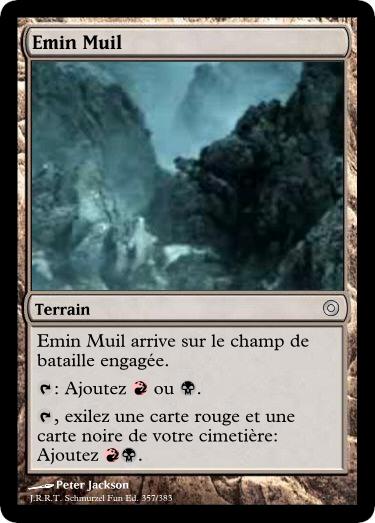 Emin Muil
Terrain
Emin Muil arrive sur le champ de
bataille engagée.
: Ajoutez ou .
, exilez une carte rouge et une
carte noire de votre cimetière:
Ajoutez .
Peter Jackson
J.R.R.T. Schmurzel Fun Ed. 357/383